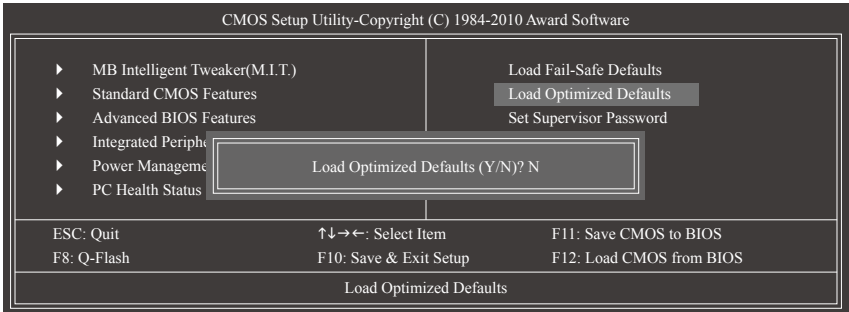 CMOS Setup Utility-Copyright (C) 1984-2010 Award Software
MB Intelligent Tweaker(M.I.T.)
Standard CMOS Features
Advanced BIOS Features
Integrated Periphe
Power Manageme
PC Health Status
Load Fail-Safe Defaults
Load Optimized Defaults
Set Supervisor Password
Load Optimized Defaults (Y/N)? N
ESC: Quit ↑↓→←: Select Item F11: Save CMOS to BIOS
F8: Q-Flash F10: Save & Exit Setup F12: Load CMOS from BIOS
Load Optimized Defaults